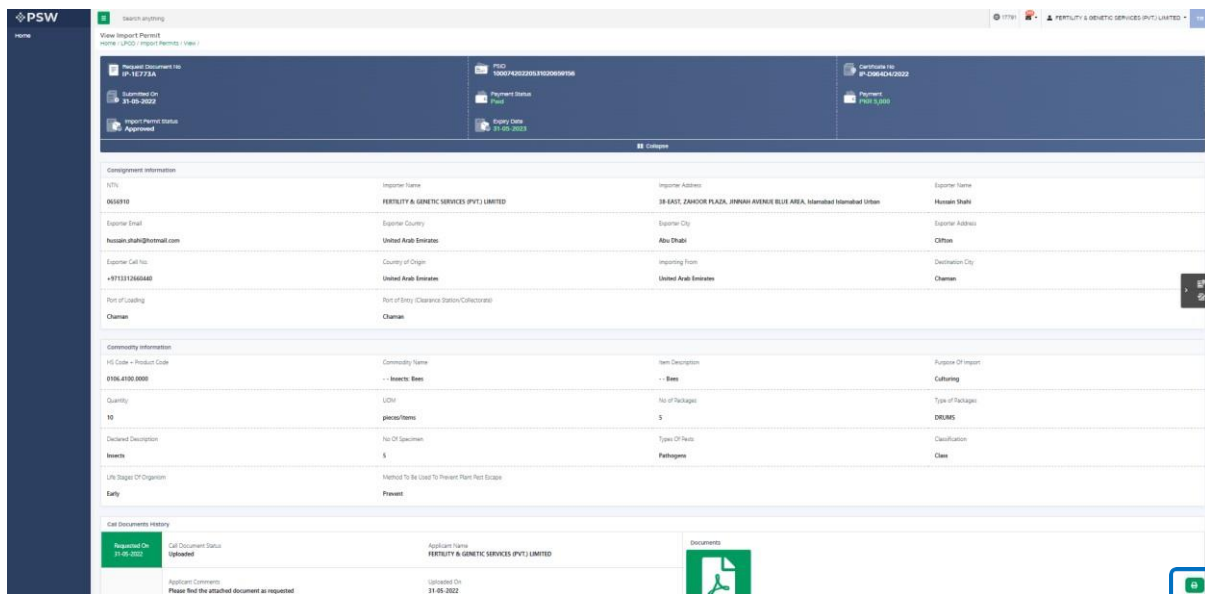 PSW
Search anything
17791
FERTILITY & GENETIC SERVICES (PVT.) LIMITED
Home
View Import Permit
Home / LPCO / Import Permits / View /
Request Document No
IP-1E773A
PSID
10007420220531020659156
Certificate No
IP-D964D4/2022
Submitted On
31-05-2022
Payment Status
Paid
Payment
PKR 5,000
Import Permit Status
Approved
Expiry Date
31-05-2023
Collapse
Consignment Information
NTN
Importer Name
Importer Address
Exporter Name
0656910
FERTILITY & GENETIC SERVICES (PVT.) LIMITED
38-EAST, ZAHOOR PLAZA, JINNAH AVENUE BLUE AREA, Islamabad Islamabad Urban
Hussain Shahi
Exporter Email
Exporter Country
Exporter City
Exporter Address
hussain.shahi@hotmail.com
United Arab Emirates
Abu Dhabi
Clifton
Exporter Cell No.
Country of Origin
Importing From
Destination City
+9713312660440
United Arab Emirates
United Arab Emirates
Chaman
Port of Loading
Port of Entry (Clearance Station/Collectorate)
Chaman
Chaman
Commodity Information
HS Code + Product Code
Commodity Name
Item Description
Purpose Of Import
0106.4100.0000
- - Insects: Bees
- - Bees
Culturing
Quantity
UOM
No of Packages
Type of Packages
10
pieces/items
5
DRUMS
Declared Description
No Of Specimen
Types Of Pests
Classification
Insects
5
Pathogens
Class
Life Stages Of Organism
Method To Be Used To Prevent Plant Pest Escape
Early
Prevent
Call Documents History
Requested On
31-05-2022
Call Document Status
Uploaded
Applicant Name
FERTILITY & GENETIC SERVICES (PVT.) LIMITED
Documents
Applicant Comments
Please find the attached document as requested
Uploaded On
31-05-2022